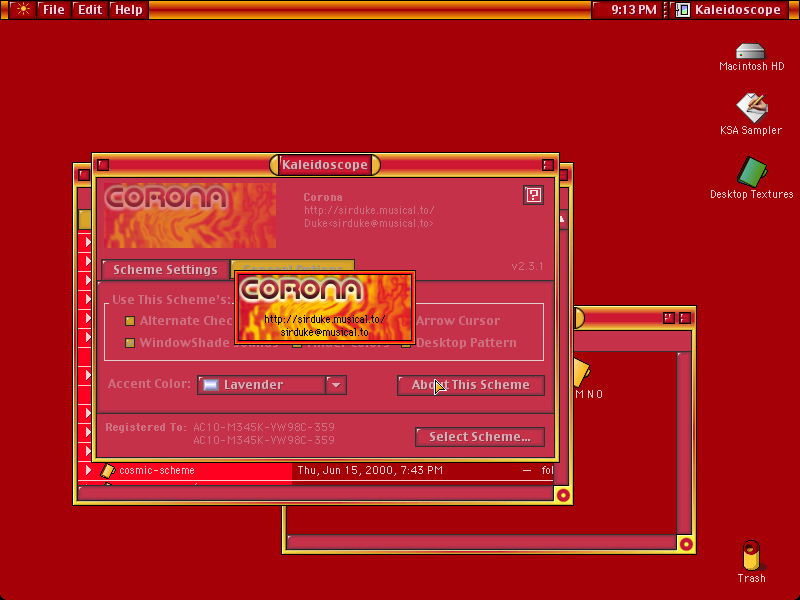 File Edit Help
9:13 PM Kaleidoscope
Macintosh HD
KSA Sampler
Desktop Textures
Kaleidoscope
CORONA
Corona
http://sirduke.musical.to/
Duke<sirduke@musical.to>
v2.3.1
Scheme Settings
Use This Scheme's:
CORONA
http://sirduke.musical.to/
sirduke@musical.to
Alternate Chec
Arrow Cursor
WindowShade
Desktop Pattern
Accent Color: Lavender
About This Scheme
Registered To: AC10-M345K-YW98C-359
AC10-M345K-YW98C-359
Select Scheme...
M N O
cosmic-scheme Thu, Jun 15, 2000, 7:43 PM — fol
Trash